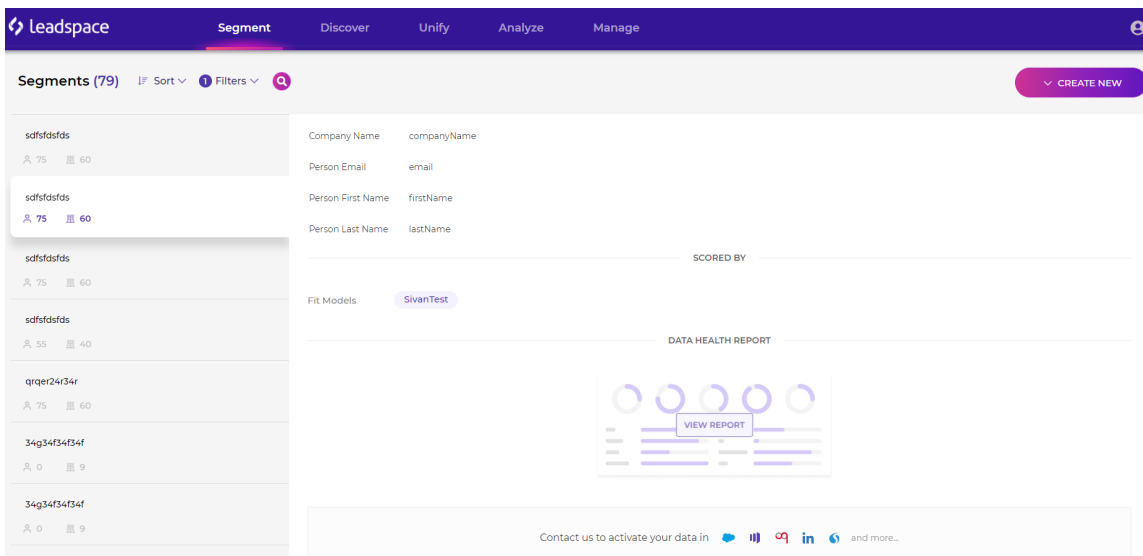 Leadspace Segment Discover Unify Analyze Manage
Segments (79) Sort 1 Filters CREATE NEW
sdfsfdsfds
75 60
sdfsfdsfds
75 60
sdfsfdsfds
75 60
sdfsfdsfds
55 40
qrqer24r34r
75 60
34g34f34f34f
0 9
34g34f34f34f
0 9
Company Name companyName
Person Email email
Person First Name firstName
Person Last Name lastName
SCORED BY
Fit Models SivanTest
DATA HEALTH REPORT
VIEW REPORT
Contact us to activate your data in in and more...